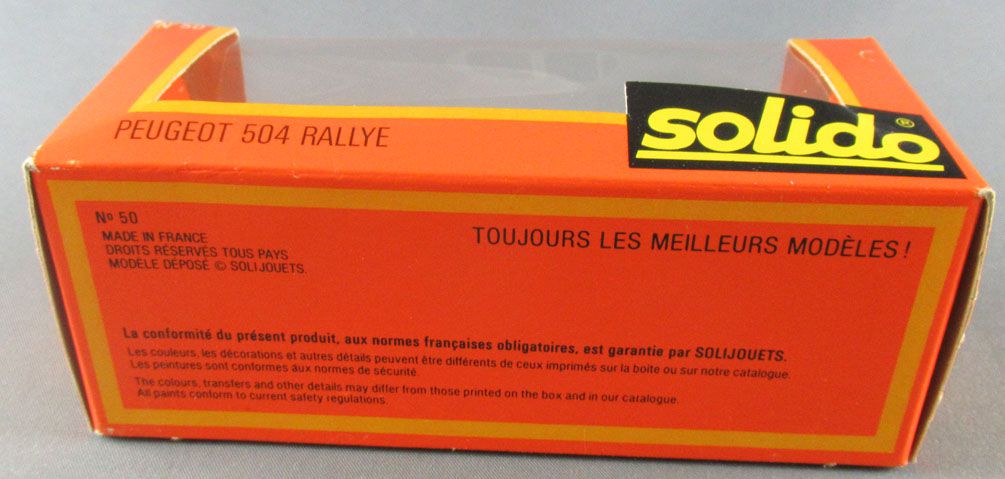 Nº 50
PEUGEOT 504 RALLYE
solido®
Nº 50
MADE IN FRANCE
DROITS RÉSERVÉS TOUS PAYS
MODÈLE DÉPOSÉ © SOLIJOUETS.
TOUJOURS LES MEILLEURS MODÈLES !
La conformité du présent produit, aux normes françaises obligatoires, est garantie par SOLIJOUETS.
Les couleurs, les décorations et autres détails peuvent être différents de ceux imprimés sur la boite ou sur notre catalogue.
Les peintures sont conformes aux normes de sécurité.
The colours, transfers and other details may differ from those printed on the box and in our catalogue.
All paints conform to current safety regulations.